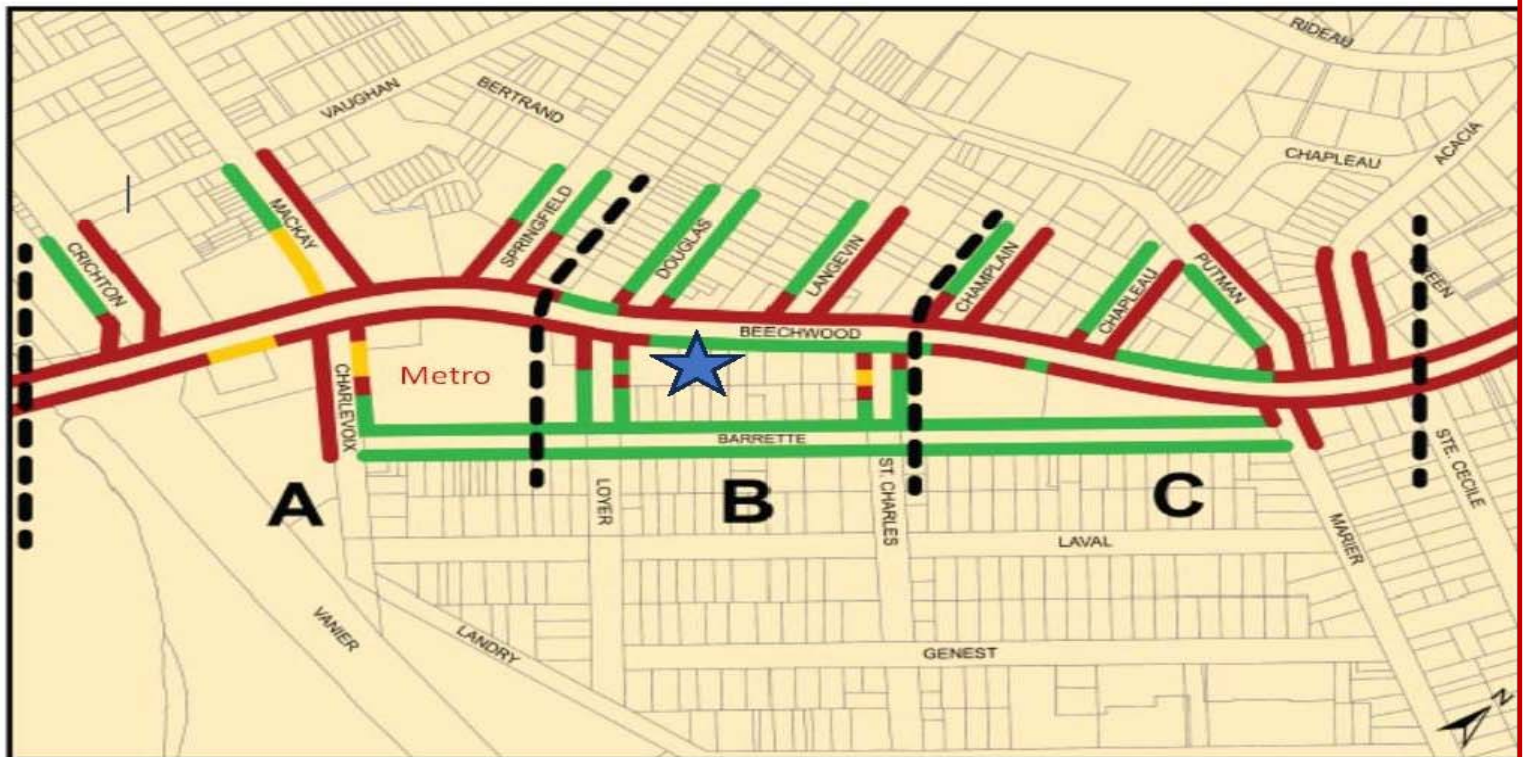 RIDEAU
VAUGHAN
BERTRAND
CHAPLEAU
ACACIA
MACKAY
SPRINGFIELD
DOUGLAS
LANGEVIN
CHAMPLAIN
CHAPLEAU
PUTMAN
CRICHTON
BEECHWOOD
Metro
CHARLEVOIX
BARRETTE
A
B
C
LOYER
ST. CHARLES
STE. CECILE
MARIER
LAVAL
VANIER
LANDRY
GENEST
N